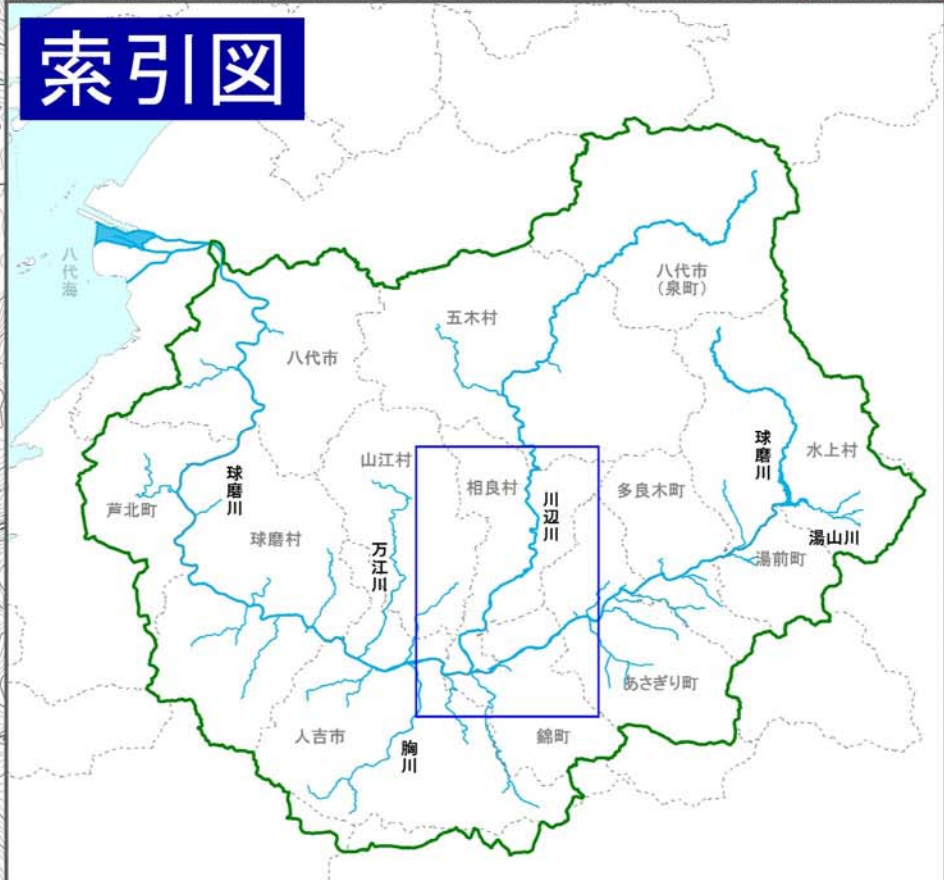 索引図
八代海
八代市
(泉町)
五木村
八代市
球磨川
水上村
山江村
球磨川
相良村
川辺川
多良木町
芦北町
球磨村
万江川
湯山川
湯前町
あさぎり町
人吉市
胸川
錦町